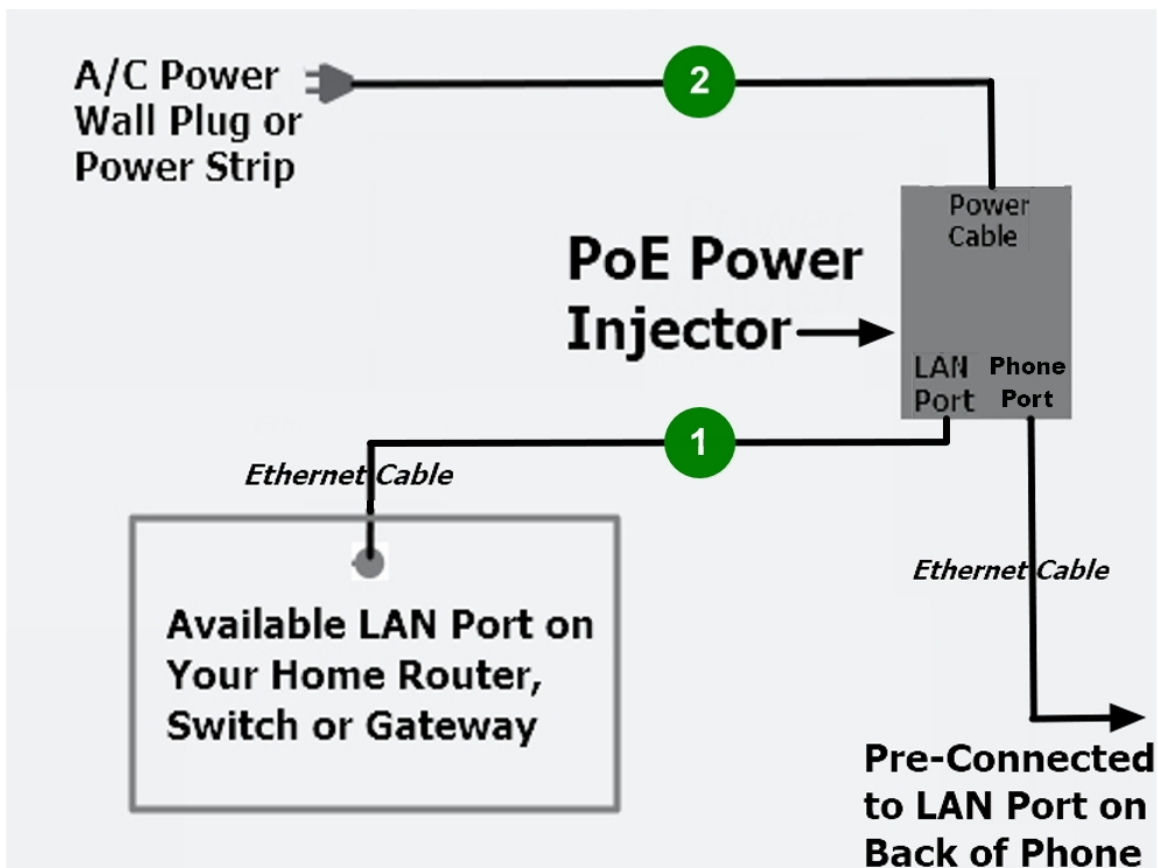 A/C Power
Wall Plug or
Power Strip
2
Power
Cable
PoE Power
Injector
LAN
Port
Phone
Port
1
Ethernet Cable
Available LAN Port on
Your Home Router,
Switch or Gateway
Ethernet Cable
Pre-Connected
to LAN Port on
Back of Phone